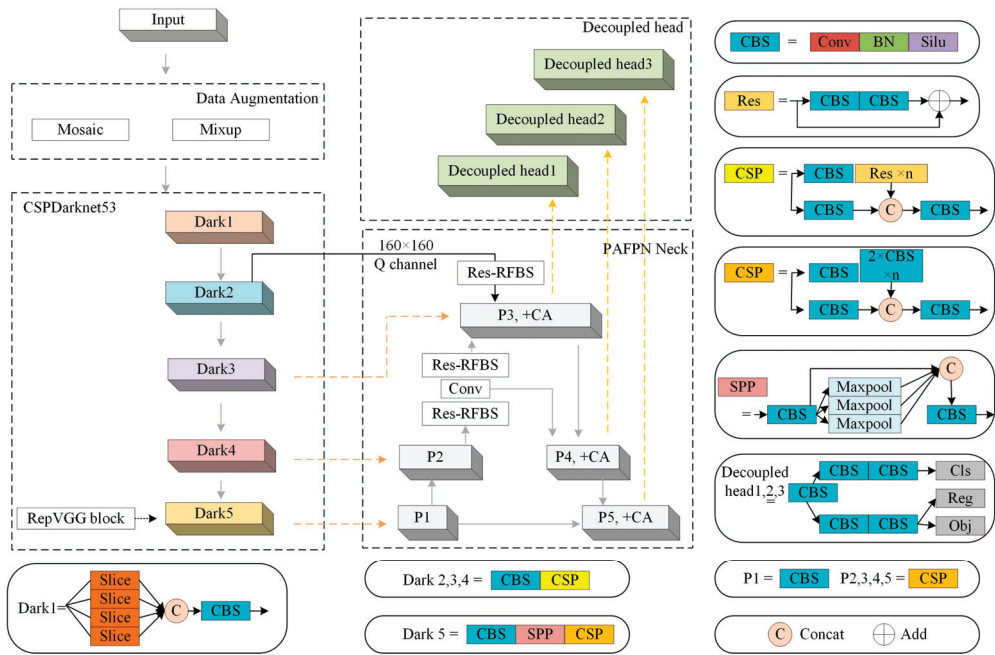 Input
Data Augmentation
Mosaic
Mixup
CSPDarknet53
Dark1
Dark2
Dark3
Dark4
RepVGG block
Dark5
160×160
Q channel
Decoupled head
Decoupled head3
Decoupled head2
Decoupled head1
PAFPN Neck
Res-RFBS
P3, +CA
Res-RFBS
Conv
Res-RFBS
P2
P4, +CA
P1
P5, +CA
CBS = Conv BN Silu
Res = CBS CBS
CSP = CBS Res ×n
CBS C CBS
CSP = CBS 2×CBS
×n
CBS C CBS
SPP
= CBS
Maxpool
Maxpool
Maxpool
C
CBS
Decoupled
head1,2,3
=
CBS
CBS CBS Cls
CBS CBS Reg
Obj
Dark1=
Slice
Slice
Slice
Slice
C CBS
Dark 2,3,4 = CBS CSP
Dark 5 = CBS SPP CSP
P1 = CBS P2,3,4,5 = CSP
C Concat Add